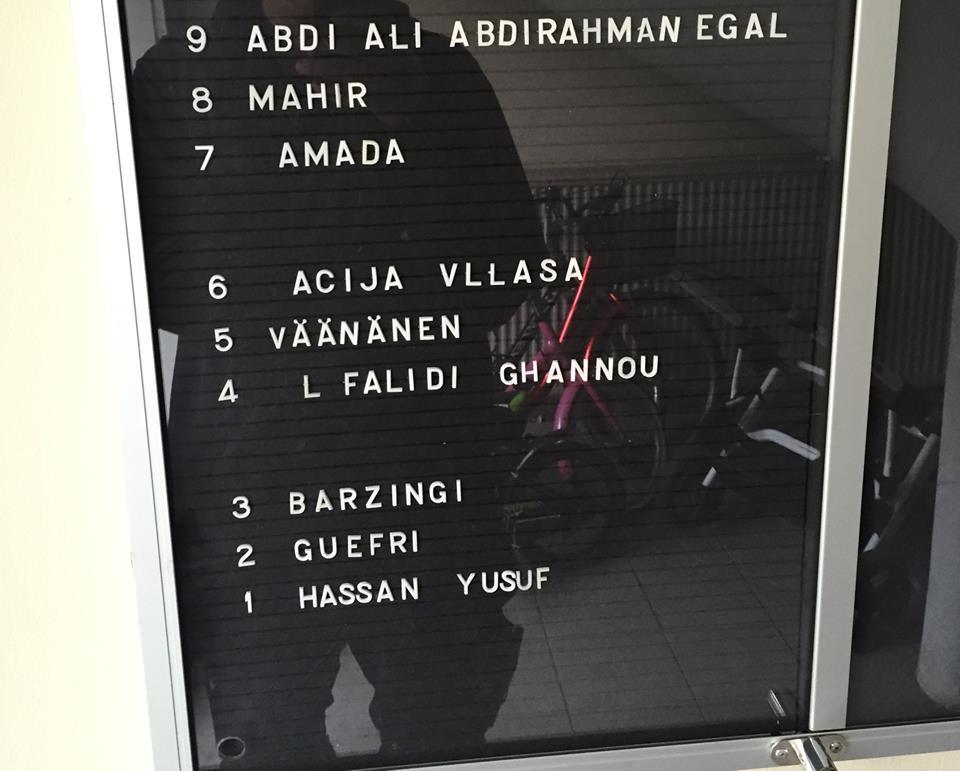 9 ABDI ALI ABDIRAHMAN EGAL
8 MAHIR
7 AMADA
6 ACIJA VLLASA
5 VÄÄNÄNEN
4 L FALIDI GHANNOU
3 BARZINGI
2 GUEFRI
1 HASSAN YUSUF